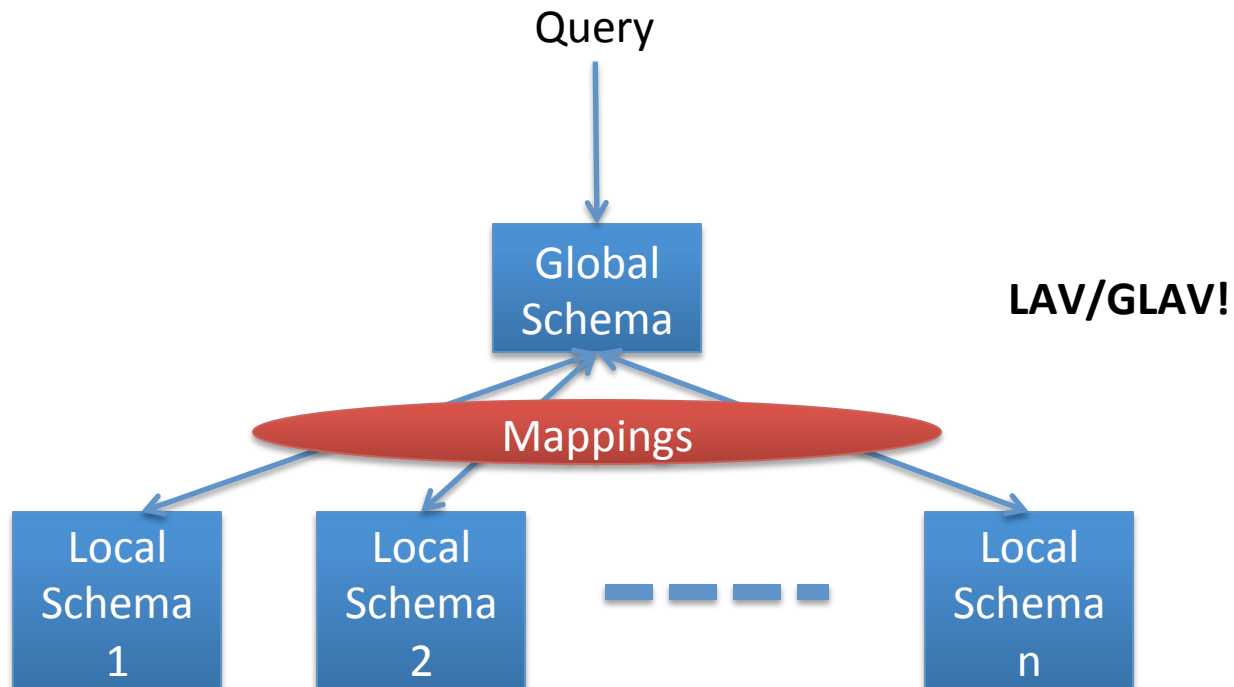 Query
Global
Schema
LAV/GLAV!
Mappings
Local
Schema
1
Local
Schema
2
Local
Schema
n